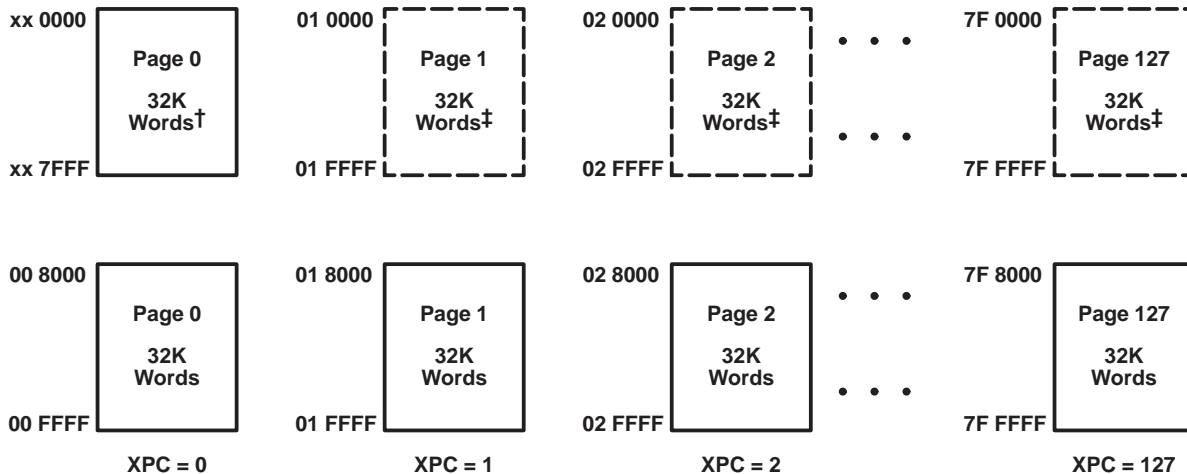 xx 0000
Page 0
32K
Words†
xx 7FFF
01 0000
Page 1
32K
Words‡
01 FFFF
02 0000
Page 2
32K
Words‡
02 FFFF
7F 0000
Page 127
32K
Words‡
7F FFFF
00 8000
Page 0
32K
Words
00 FFFF
01 8000
Page 1
32K
Words
01 FFFF
02 8000
Page 2
32K
Words
02 FFFF
7F 8000
Page 127
32K
Words
7F FFFF
XPC = 0
XPC = 1
XPC = 2
XPC = 127